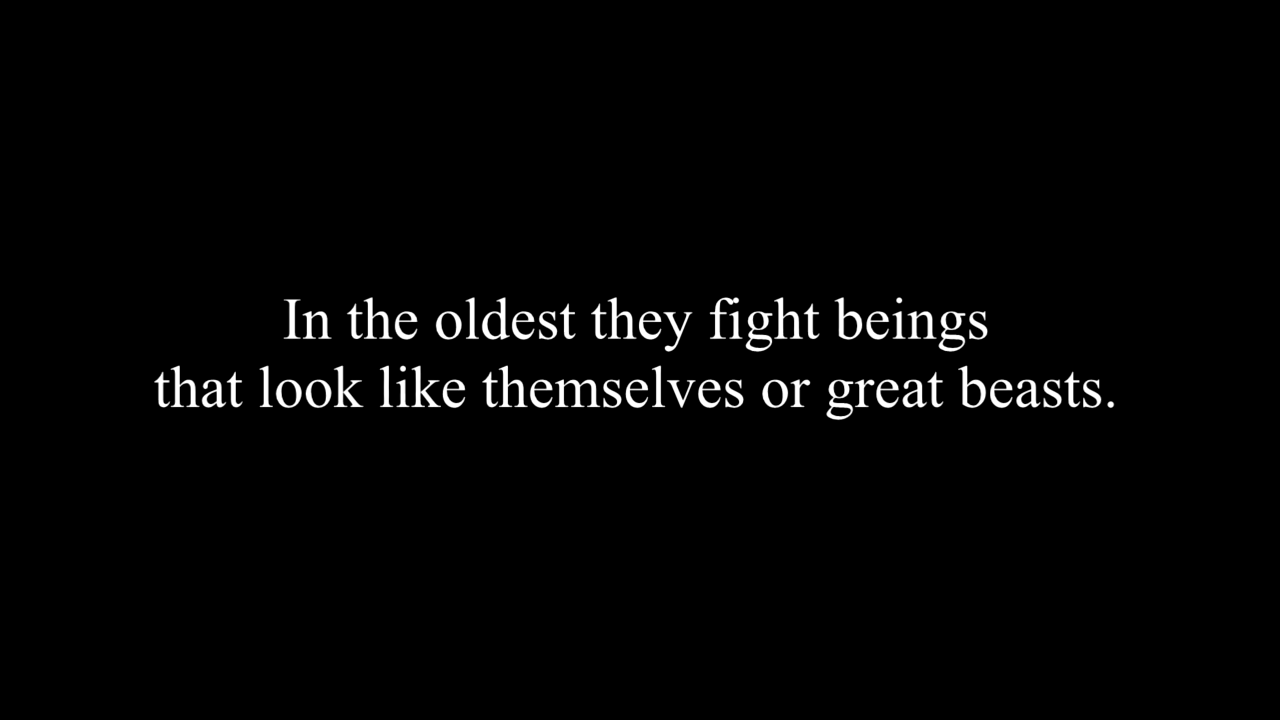 In the oldest they fight beings
that look like themselves or great beasts.